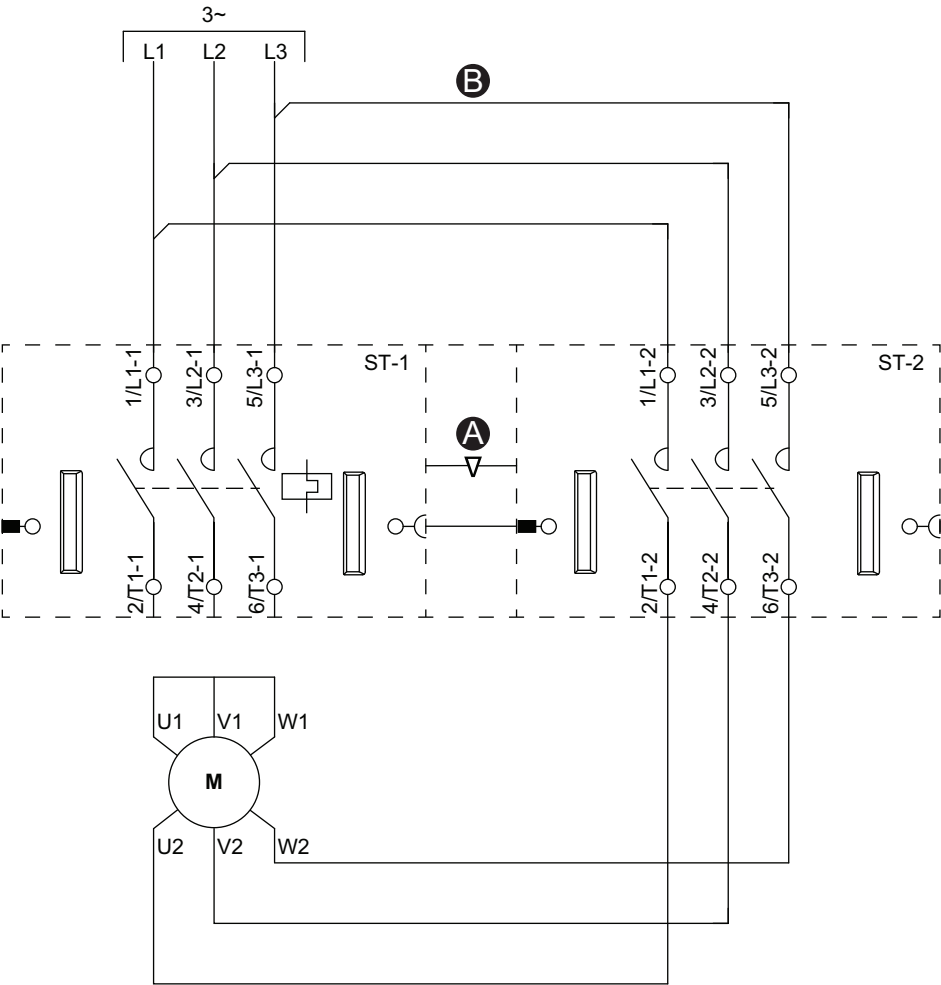 3~
L1 L2 L3
B
ST-1 ST-2
1/L1-1 3/L2-1 5/L3-1 1/L1-2 3/L2-2 5/L3-2
A
2/T1-1 4/T2-1 6/T3-1 2/T1-2 4/T2-2 6/T3-2
U1 V1 W1
M
U2 V2 W2